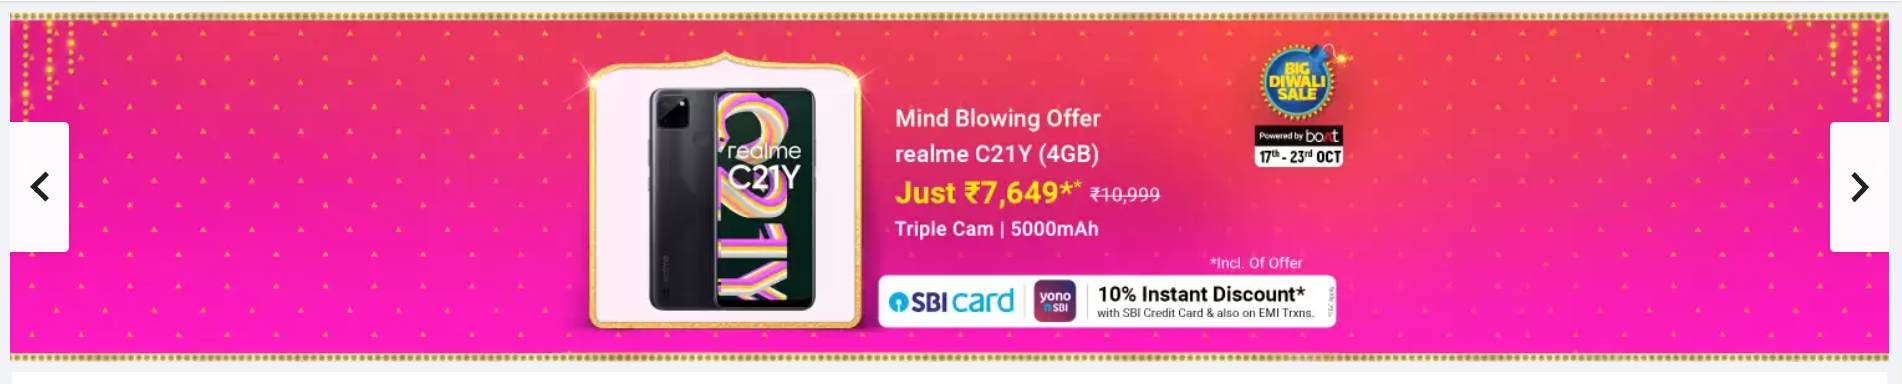 BIG
DIWALI
SALE
Powered by boAt
17th - 23rd OCT
realme
C21Y
C21Y
realme
Mind Blowing Offer
realme C21Y (4GB)
Just ₹7,649** ₹10,999
Triple Cam | 5000mAh
*Incl. Of Offer
SBI card
yono
SBI
10% Instant Discount*
with SBI Credit Card & also on EMI Trxns.